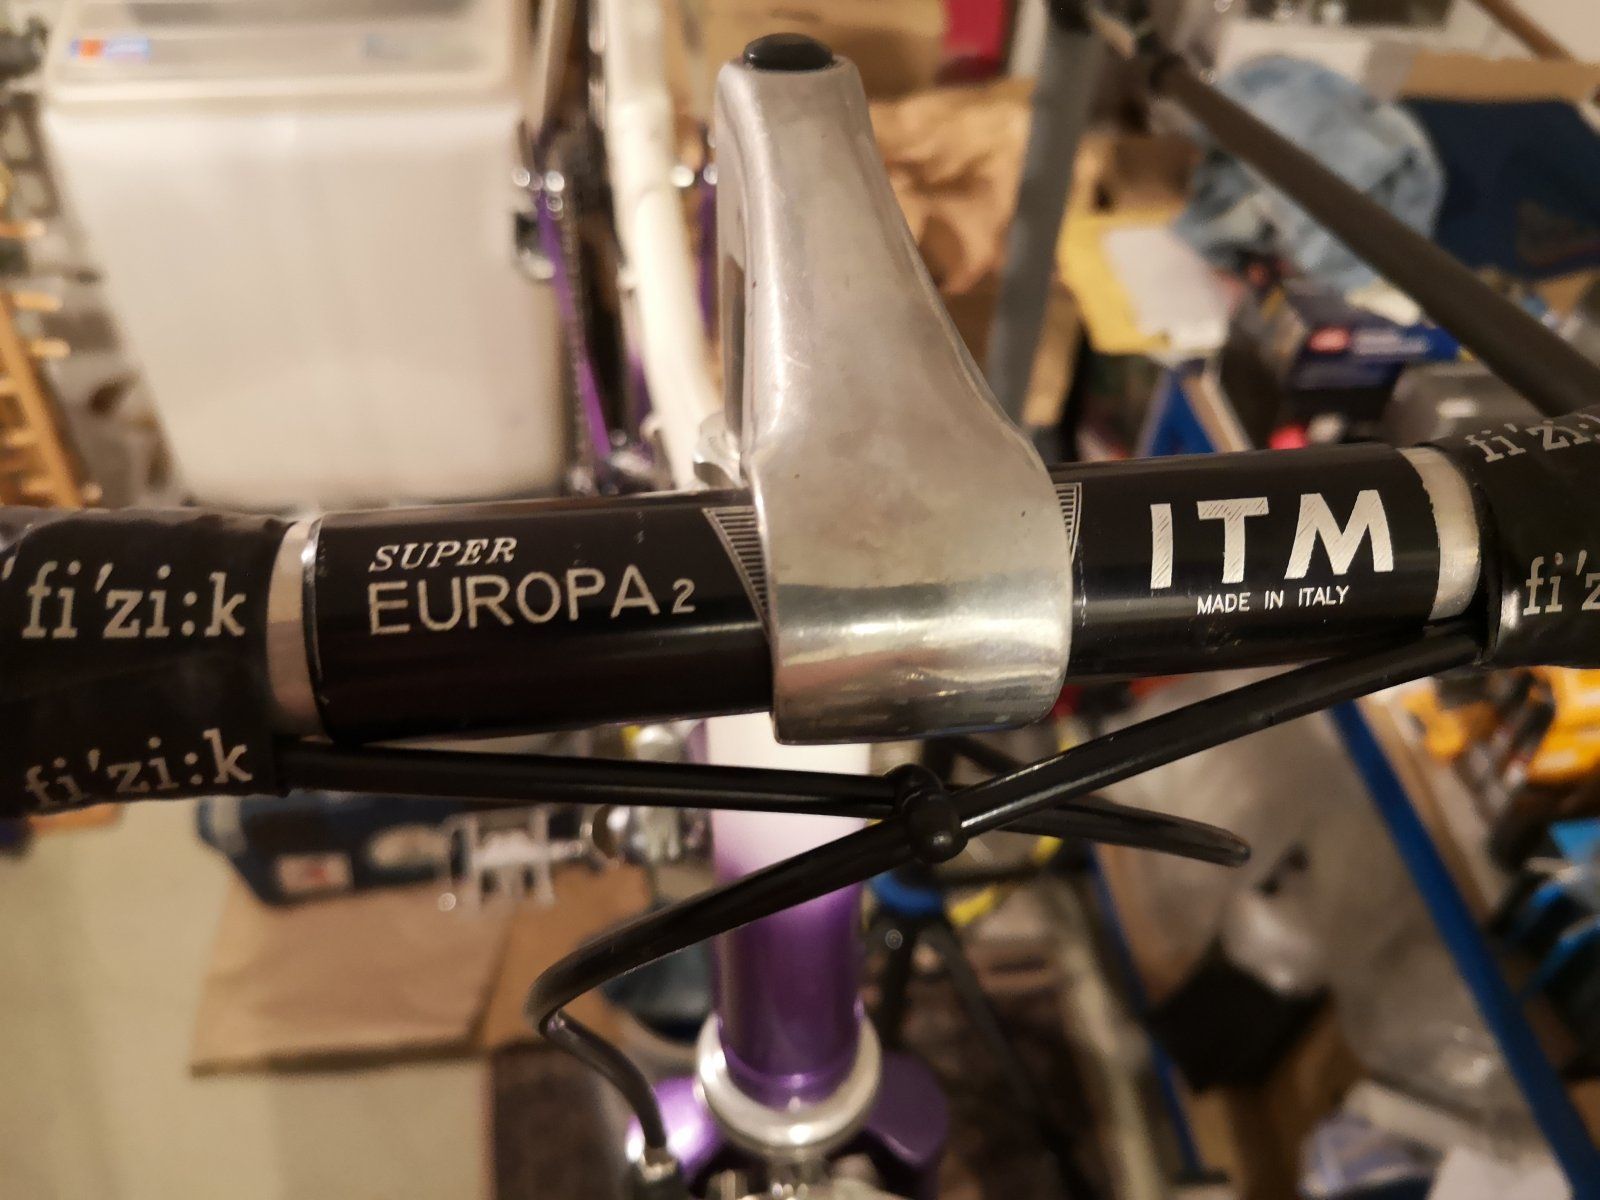 SUPER
EUROPA 2
ITM
MADE IN ITALY
fi'zi:k
fi'zi:k
fi'zi:k
fi'z